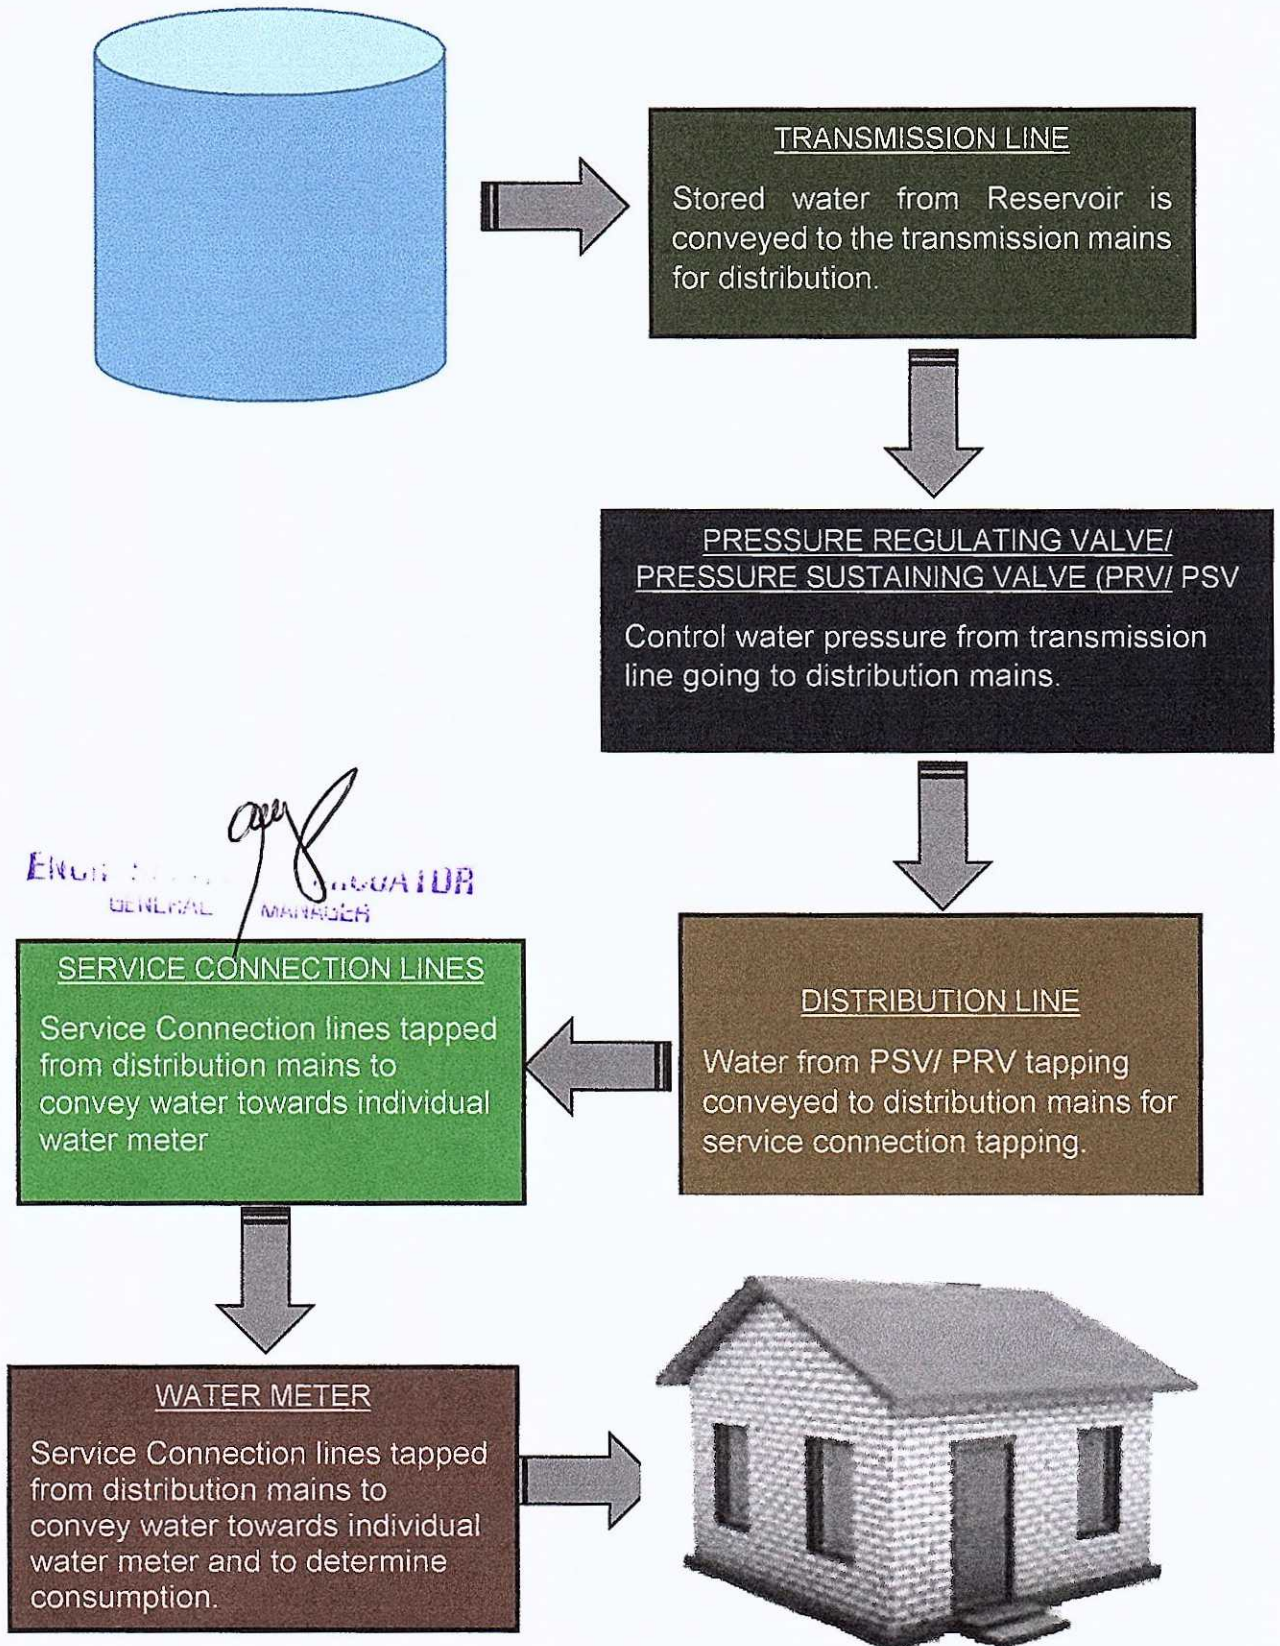 TRANSMISSION LINE
Stored water from Reservoir is
conveyed to the transmission mains
for distribution.
PRESSURE REGULATING VALVE/
PRESSURE SUSTAINING VALVE (PRV/ PSV
Control water pressure from transmission
line going to distribution mains.
GENERAL MANAGER
DISTRIBUTION LINE
Water from PSV/ PRV tapping
conveyed to distribution mains for
service connection tapping.
SERVICE CONNECTION LINES
Service Connection lines tapped
from distribution mains to
convey water towards individual
water meter
WATER METER
Service Connection lines tapped
from distribution mains to
convey water towards individual
water meter and to determine
consumption.